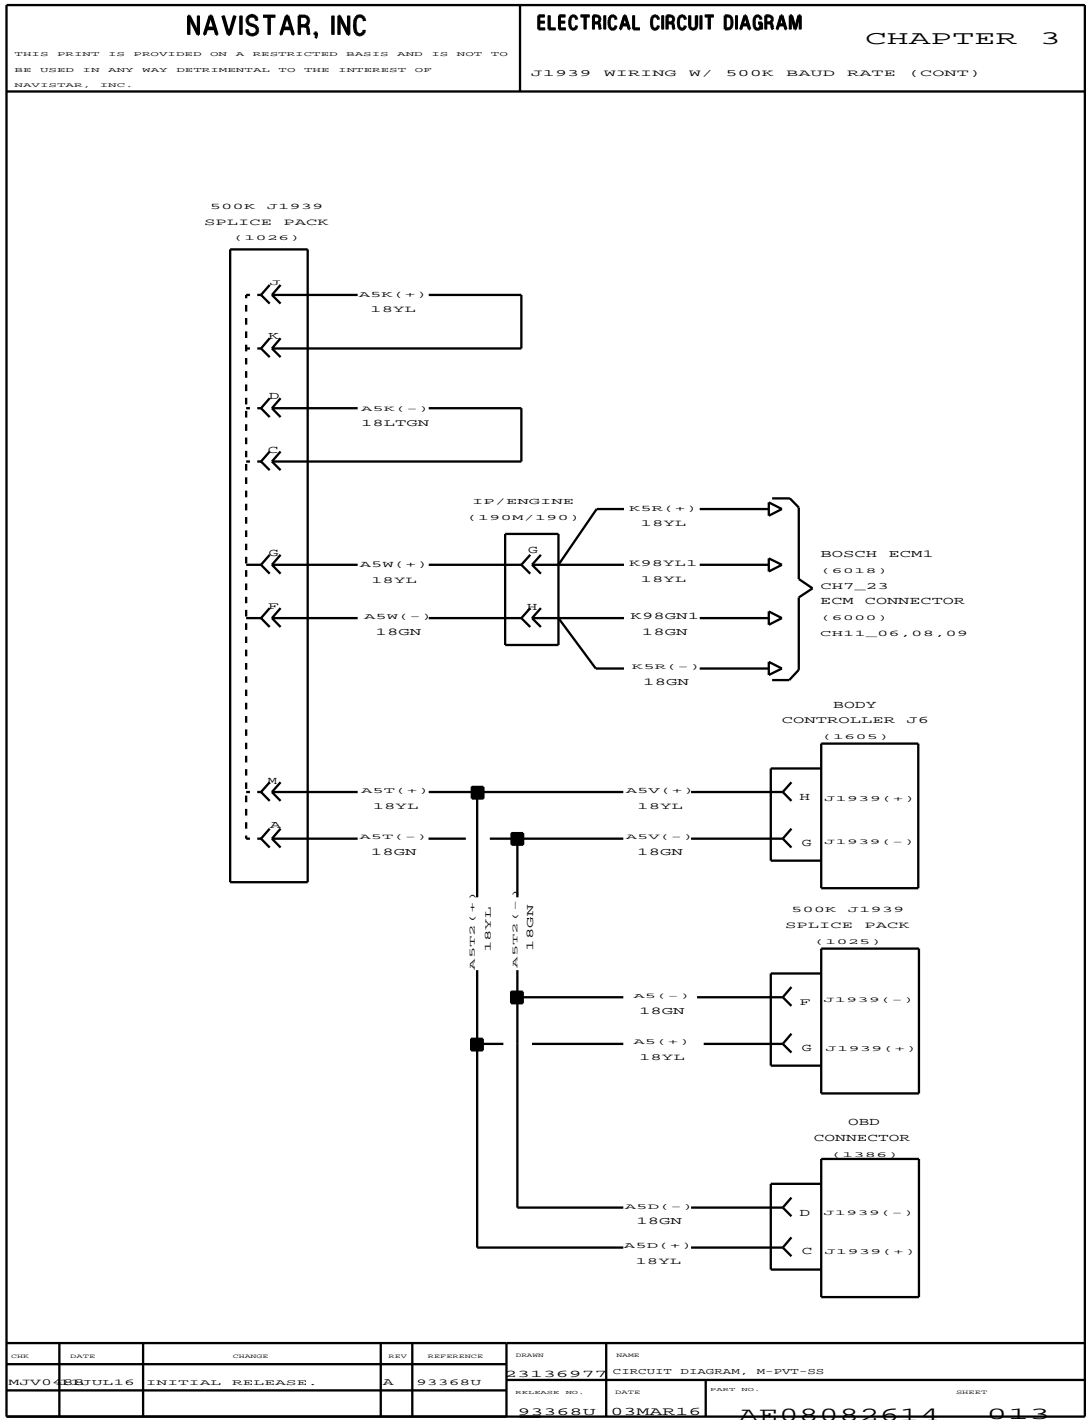 NAVISTAR, INC
THIS PRINT IS PROVIDED ON A RESTRICTED BASIS AND IS NOT TO
BE USED IN ANY WAY DETRIMENTAL TO THE INTEREST OF
NAVISTAR, INC.
ELECTRICAL CIRCUIT DIAGRAM
CHAPTER 3
J1939 WIRING W/ 500K BAUD RATE (CONT)
500K J1939
SPLICE PACK
(1026)
J
A5K(+)
18YL
K
D
A5K(-)
18LTGN
C
IP/ENGINE
(190M/190)
K5R(+)
18YL
G
A5W(+)
18YL
G
K98YL1
18YL
F
A5W(-)
18GN
H
K98GN1
18GN
K5R(-)
18GN
BOSCH ECM1
(6018)
CH7_23
ECM CONNECTOR
(6000)
CH11_06,08,09
BODY
CONTROLLER J6
(1605)
M
A5T(+)
18YL
A5V(+)
18YL
H
J1939(+)
A
A5T(-)
18GN
A5V(-)
18GN
G
J1939(-)
A5T2(+)
18YL
A5T2(-)
18GN
500K J1939
SPLICE PACK
(1025)
A5(-)
18GN
F
J1939(-)
A5(+)
18YL
G
J1939(+)
OBD
CONNECTOR
(1386)
A5D(-)
18GN
D
J1939(-)
A5D(+)
18YL
C
J1939(+)
CHK
DATE
CHANGE
REV
REFERENCE
DRAWN
NAME
JUL16
INITIAL RELEASE.
A
93368U
23136977
CIRCUIT DIAGRAM, M-PVT-SS
RELEASE NO.
DATE
PART NO.
SHEET
93368U
03MAR16
AE08082614
013